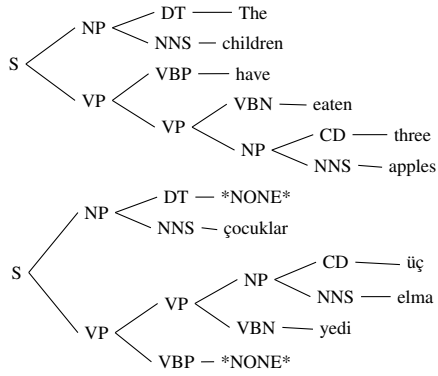 DT The
NP
NNS children
S
VBP have
VP
VBN eaten
VP
CD three
NP
NNS apples
DT *NONE*
NP
NNS çocuklar
S
CD üç
NP
NNS elma
VP
VBN yedi
VP
VBP *NONE*